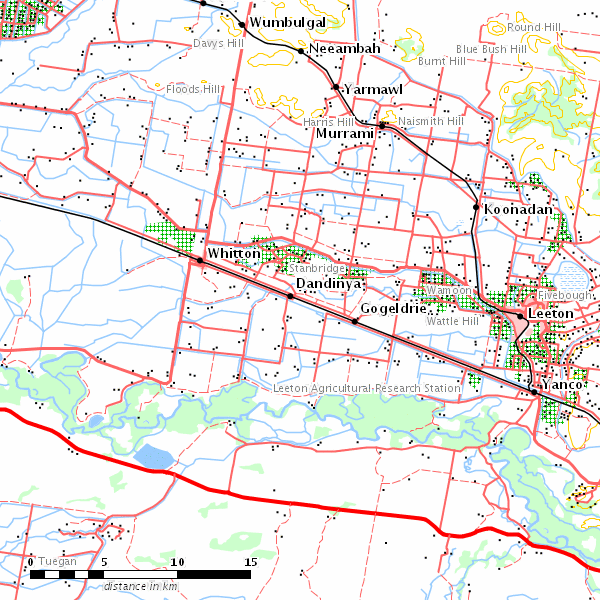 Wumbulgal
Round Hill
Davys Hill
Neeambah
Blue Bush Hill
Burnt Hill
Floods Hill
Yarmawl
Harris Hill
Naismith Hill
Murrami
Koonadan
Whitton
Stanbridge
Dandinya
Wamoon
Fivebough
Gogeldrie
Leeton
Wattle Hill
Leeton Agricultural Research Station
Yanco
Tuegan
0 5 10 15
distance in km